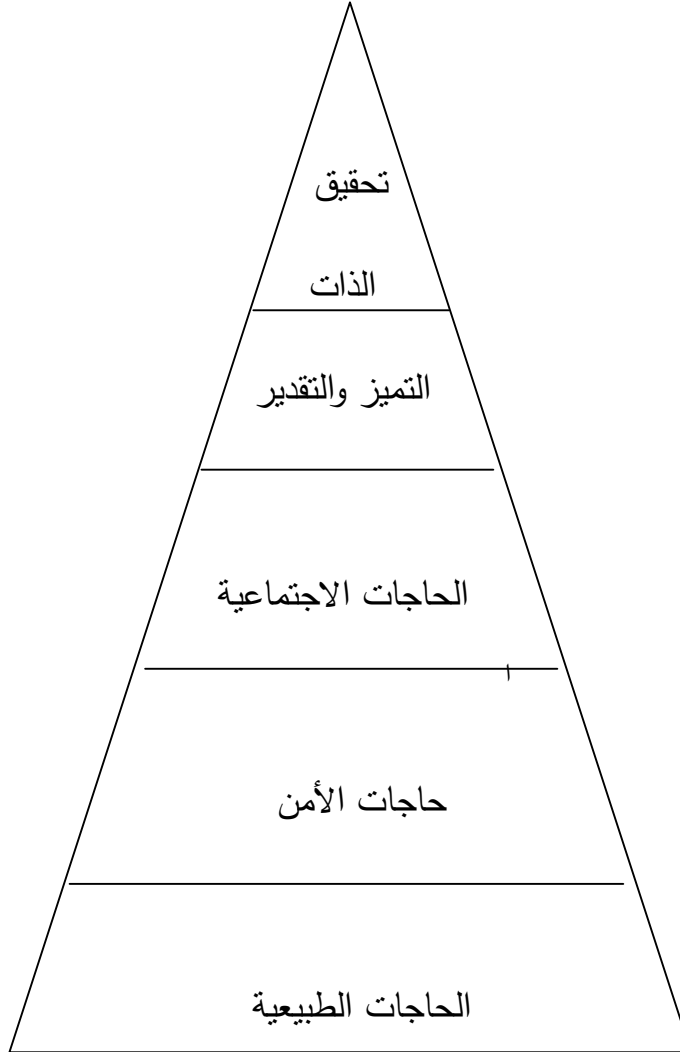 تحقيق
الذات
التميز والتقدير
الحاجات الاجتماعية
ا
حاجات الأمن
الحاجات الطبيعية